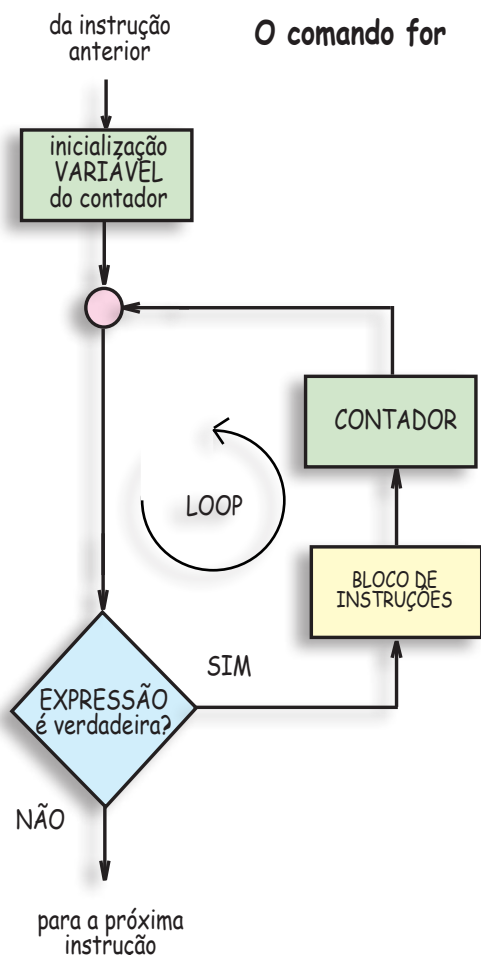 da instrução
anterior
O comando for
inicialização
VARIÁVEL
do contador
CONTADOR
LOOP
BLOCO DE
INSTRUÇÕES
SIM
EXPRESSÃO
é verdadeira?
NÃO
para a próxima
instrução